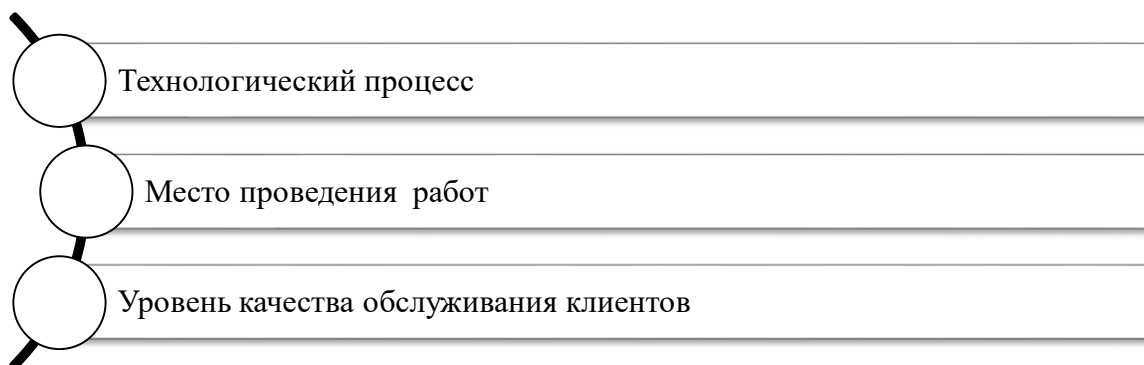 Технологический процесс
Место проведения  работ
Уровень качества обслуживания клиентов